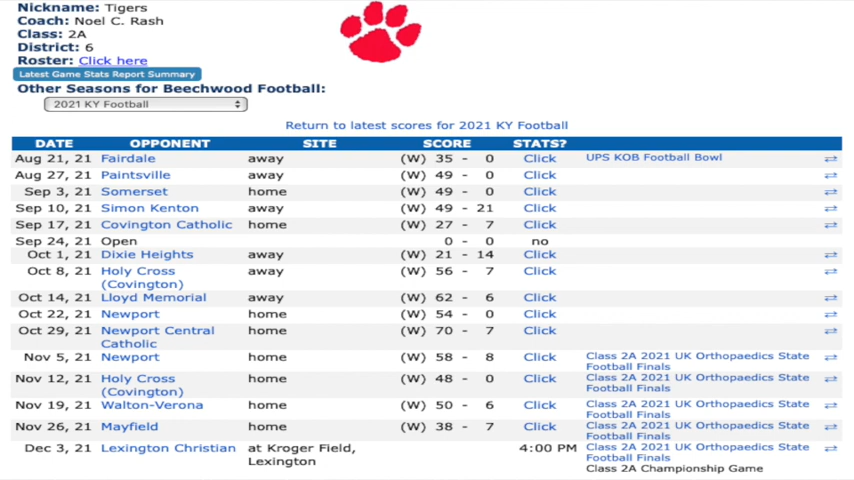 Nickname: Tigers
Coach: Noel C. Rash
Class: 2A
District: 6
Roster: Click here
Latest Game Stats Report Summary
Other Seasons for Beechwood Football:
2021 KY Football
Return to latest scores for 2021 KY Football
DATE OPPONENT SITE SCORE STATS?
Aug 21, 21 Fairdale away (W) 35 - 0 Click UPS KOB Football Bowl
Aug 27, 21 Paintsville away (W) 49 - 0 Click
Sep 3, 21 Somerset home (W) 49 - 0 Click
Sep 10, 21 Simon Kenton away (W) 49 - 21 Click
Sep 17, 21 Covington Catholic home (W) 27 - 7 Click
Sep 24, 21 Open 0 - 0 no
Oct 1, 21 Dixie Heights away (W) 21 - 14 Click
Oct 8, 21 Holy Cross away (W) 56 - 7 Click
(Covington)
Oct 14, 21 Lloyd Memorial away (W) 62 - 6 Click
Oct 22, 21 Newport home (W) 54 - 0 Click
Oct 29, 21 Newport Central home (W) 70 - 7 Click
Catholic
Nov 5, 21 Newport home (W) 58 - 8 Click Class 2A 2021 UK Orthopaedics State
Football Finals
Nov 12, 21 Holy Cross home (W) 48 - 0 Click Class 2A 2021 UK Orthopaedics State
(Covington) Football Finals
Nov 19, 21 Walton-Verona home (W) 50 - 6 Click Class 2A 2021 UK Orthopaedics State
Football Finals
Nov 26, 21 Mayfield home (W) 38 - 7 Click Class 2A 2021 UK Orthopaedics State
Football Finals
Dec 3, 21 Lexington Christian at Kroger Field, 4:00 PM Class 2A 2021 UK Orthopaedics State
Lexington Football Finals
Class 2A Championship Game